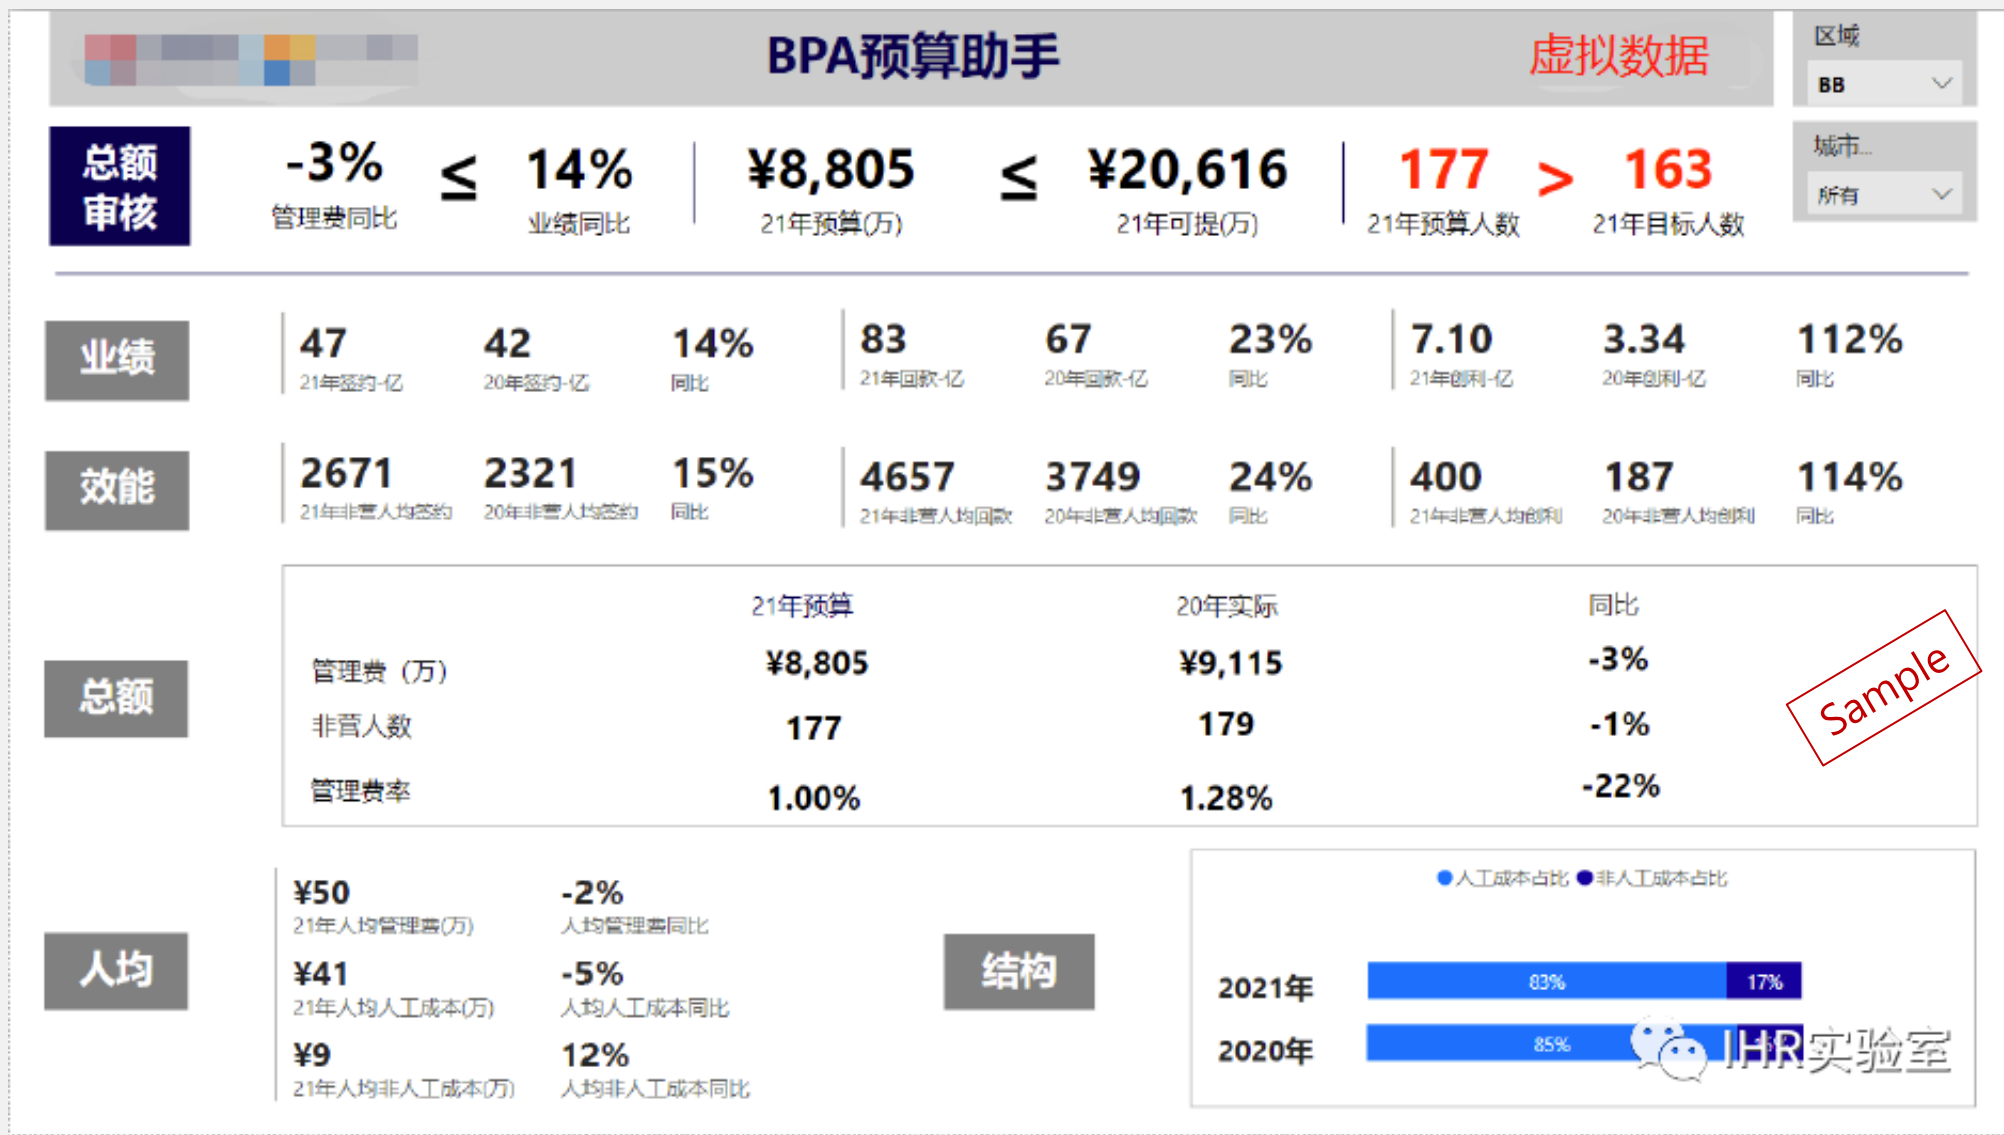 BPA预算助手
虚拟数据
区域
BB
城市...
所有
总额
审核
-3% ≤ 14% ¥8,805 ≤ ¥20,616 177 > 163
管理费同比 业绩同比 21年预算(万) 21年可提(万) 21年预算人数 21年目标人数
业绩
47 42 14% 83 67 23% 7.10 3.34 112%
21年签约-亿 20年签约-亿 同比 21年回款-亿 20年回款-亿 同比 21年创利-亿 20年创利-亿 同比
效能
2671 2321 15% 4657 3749 24% 400 187 114%
21年非营人均签约 20年非营人均签约 同比 21年非营人均回款 20年非营人均回款 同比 21年非营人均创利 20年非营人均创利 同比
总额
21年预算 20年实际 同比
管理费（万） ¥8,805 ¥9,115 -3%
非营人数 177 179 -1%
管理费率 1.00% 1.28% -22%
Sample
人均
¥50 -2%
21年人均管理费(万) 人均管理费同比
¥41 -5%
21年人均人工成本(万) 人均人工成本同比
¥9 12%
21年人均非人工成本(万) 人均非人工成本同比
结构
人工成本占比 非人工成本占比
2021年 83% 17%
2020年 85%
IHR实验室